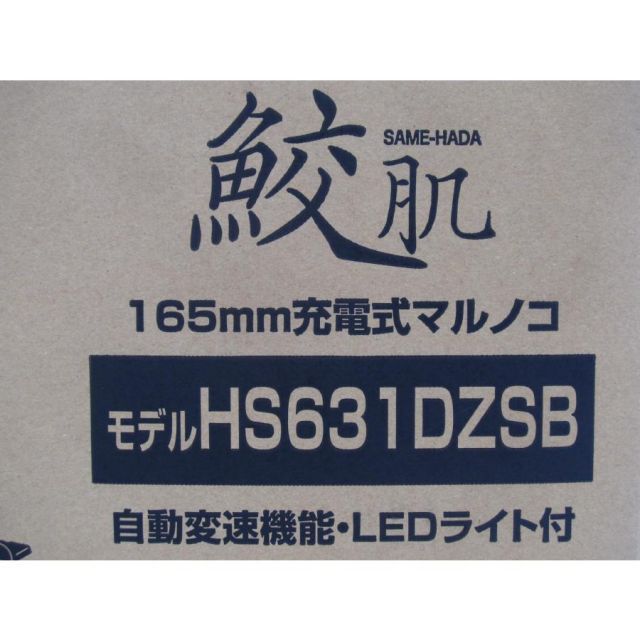 鮫肌
SAME-HADA
165mm充電式マルノコ
モデルHS631DZSB
自動変速機能・LEDライト付